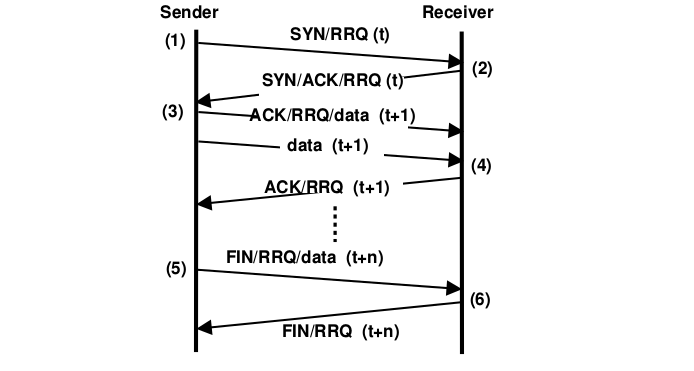 Sender Receiver
(1) SYN/RRQ (t)
(2)
SYN/ACK/RRQ (t)
(3) ACK/RRQ/data (t+1)
data (t+1)
(4)
ACK/RRQ (t+1)
FIN/RRQ/data (t+n)
(5)
(6)
FIN/RRQ (t+n)